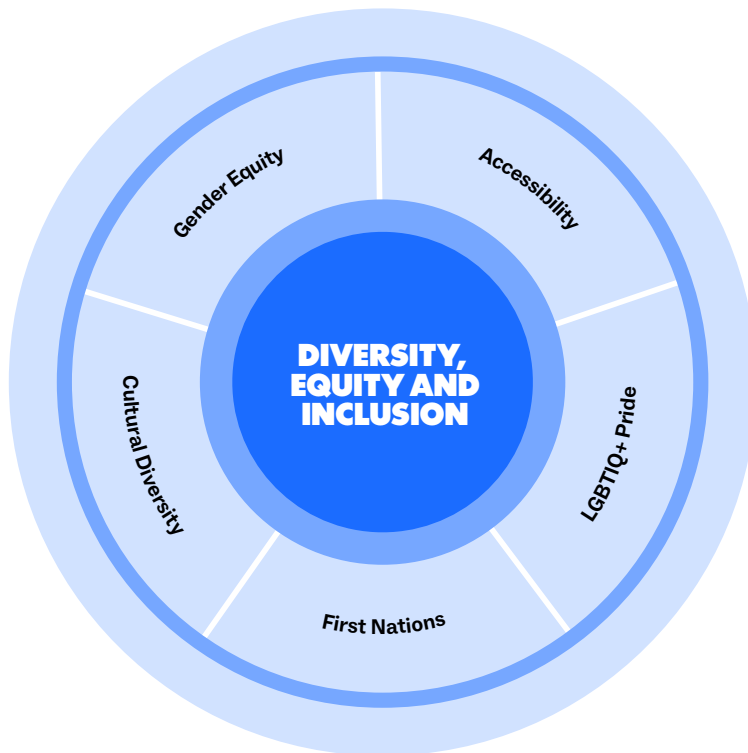 Gender Equity
Accessibility
DIVERSITY,
EQUITY AND
INCLUSION
Cultural Diversity
LGBTIQ+ Pride
First Nations